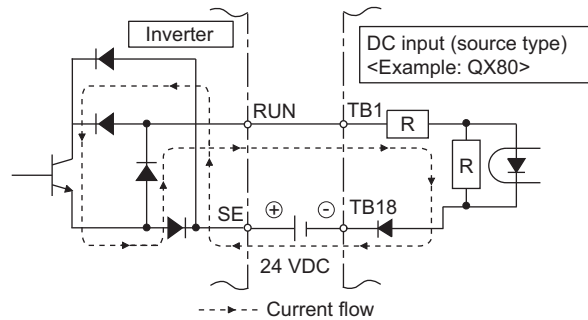 Inverter
DC input (source type)
<Example: QX80>
RUN
TB1
R
R
SE
⊕
⊖
TB18
24 VDC
Current flow